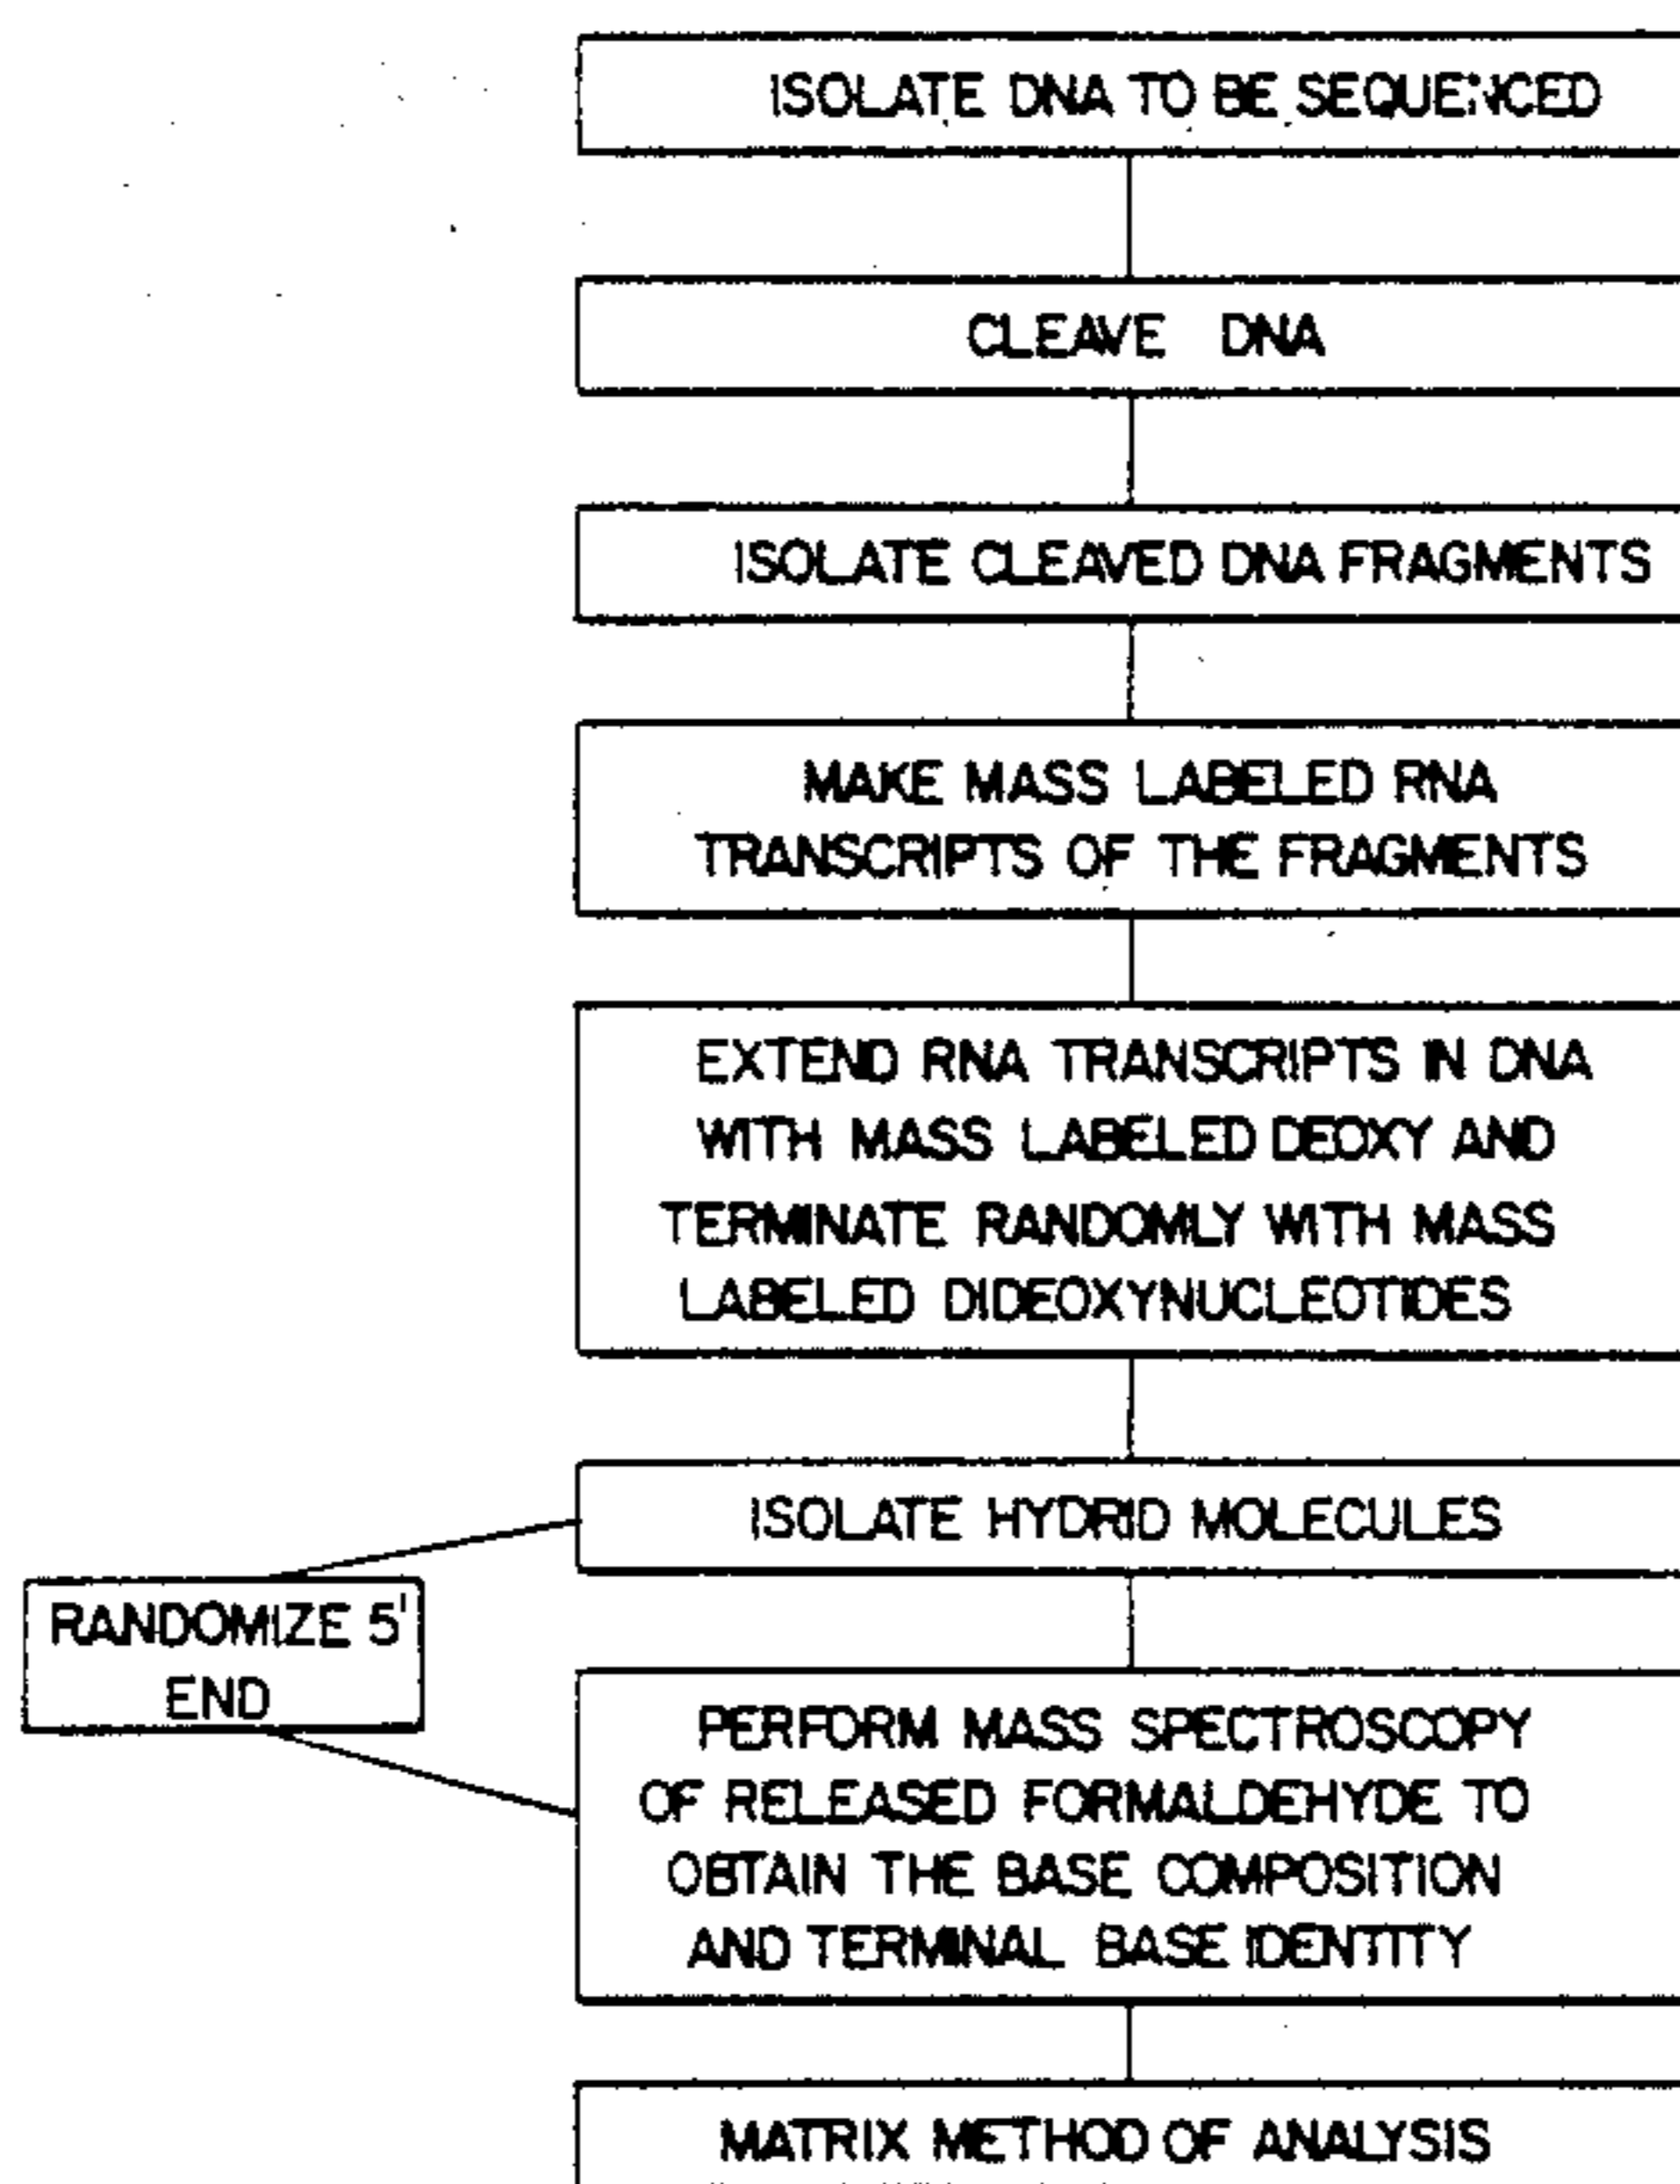 ISOLATE DNA TO BE SEQUENCED
CLEAVE DNA
ISOLATE CLEAVED DNA FRAGMENTS
MAKE MASS LABELED RNA
TRANSCRIPTS OF THE FRAGMENTS
EXTEND RNA TRANSCRIPTS IN DNA
WITH MASS LABELED DEOXY AND
TERMINATE RANDOMLY WITH MASS
LABELED DIDEOXYNUCLEOTIDES
ISOLATE HYDRID MOLECULES
RANDOMIZE 5'
END
PERFORM MASS SPECTROSCOPY
OF RELEASED FORMALDEHYDE TO
OBTAIN THE BASE COMPOSITION
AND TERMINAL BASE IDENTITY
MATRIX METHOD OF ANALYSIS